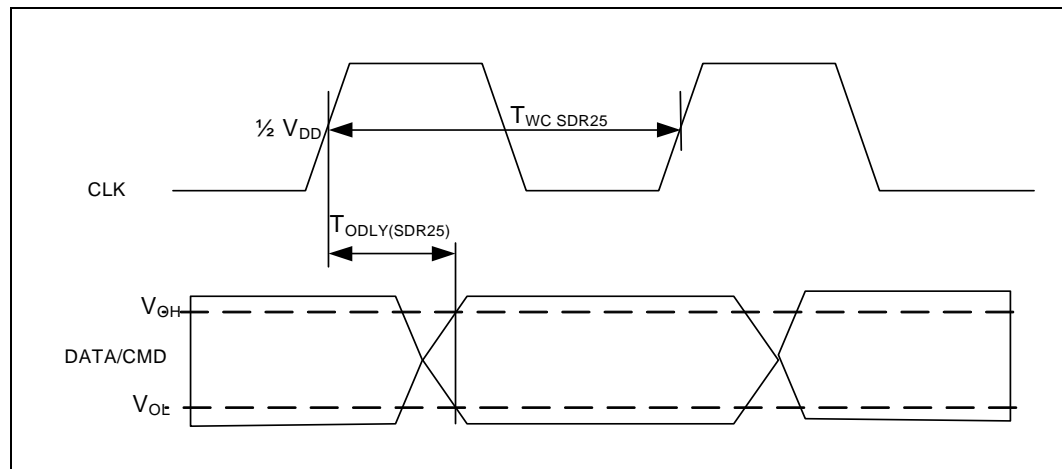 ½ VDD
TWC SDR25
CLK
TODLY(SDR25)
VOH
DATA/CMD
VOL